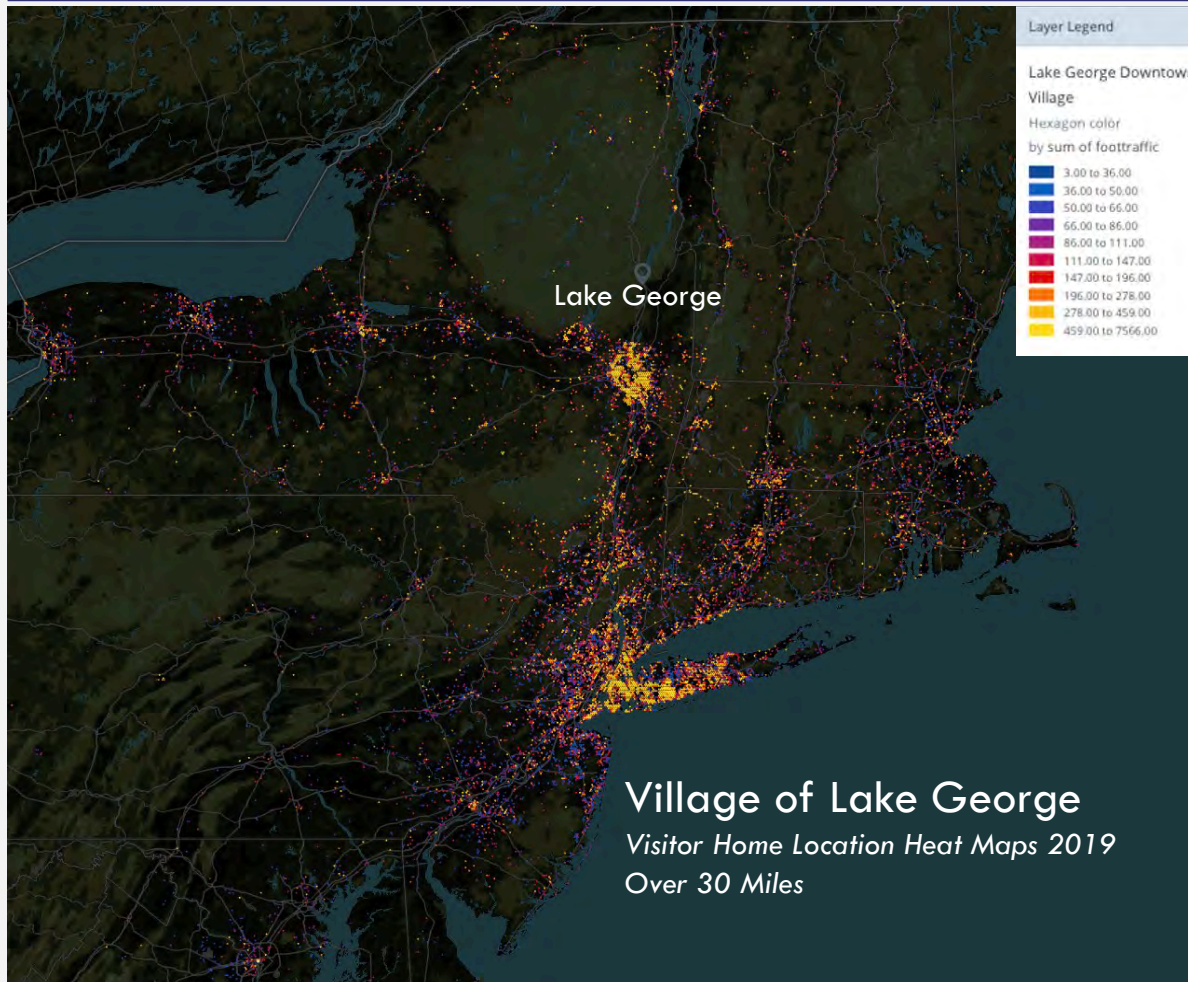 Layer Legend
Lake George Downtown
Village
Hexagon color
by sum of foottraffic
3.00 to 36.00
36.00 to 50.00
50.00 to 66.00
66.00 to 86.00
86.00 to 111.00
111.00 to 147.00
147.00 to 196.00
196.00 to 278.00
278.00 to 459.00
459.00 to 7566.00
Lake George
Village of Lake George
Visitor Home Location Heat Maps 2019
Over 30 Miles